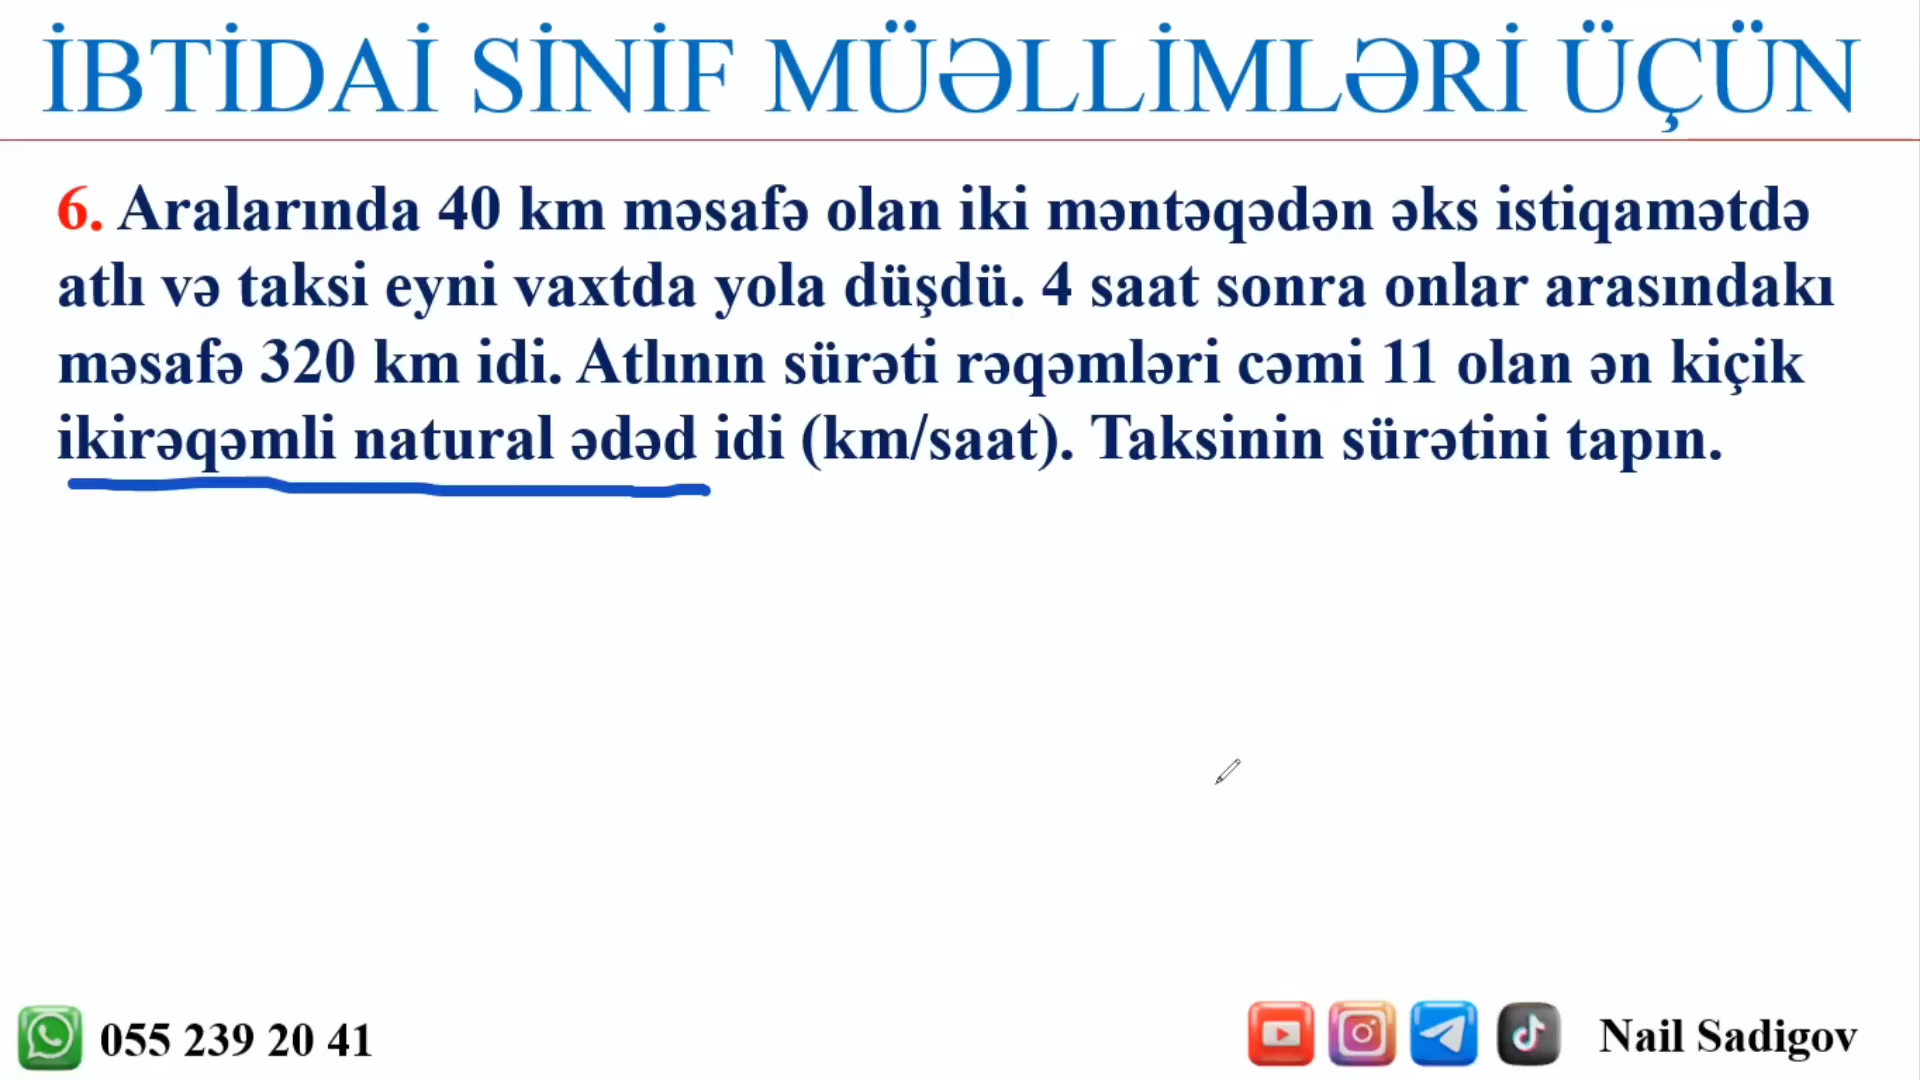 İBTİDAİ SİNİF MÜƏLLİMLƏRİ ÜÇÜN
6. Aralarında 40 km məsafə olan iki məntəqədən əks istiqamətdə
atlı və taksi eyni vaxtda yola düşdü. 4 saat sonra onlar arasındakı
məsafə 320 km idi. Atlının sürəti rəqəmləri cəmi 11 olan ən kiçik
ikirəqəmli natural ədəd idi (km/saat). Taksinin sürətini tapın.
055 239 20 41
Nail Sadigov